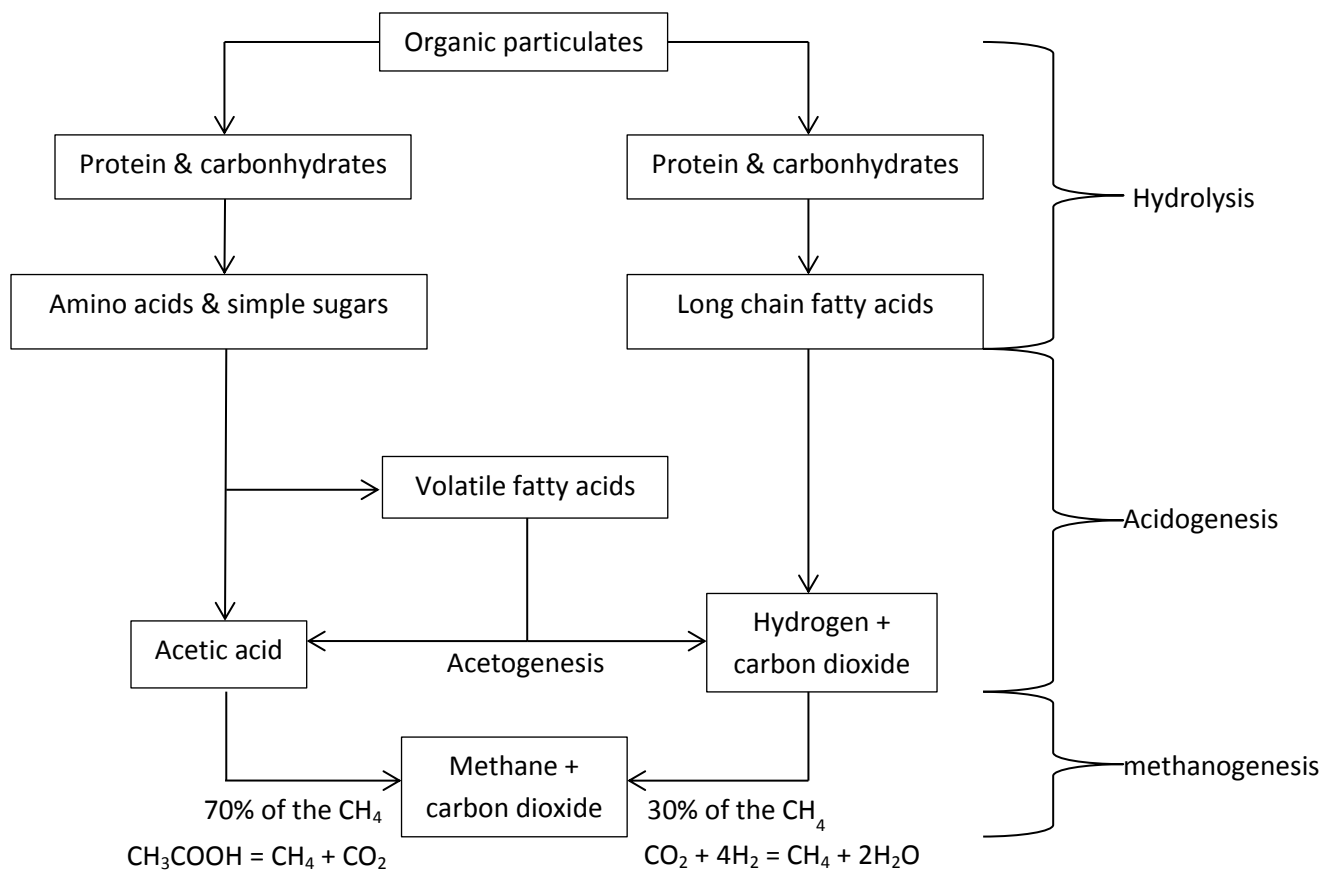 Organic particulates
Protein & carbonhydrates
Protein & carbonhydrates
Hydrolysis
Amino acids & simple sugars
Long chain fatty acids
Volatile fatty acids
Acidogenesis
Acetic acid
Acetogenesis
Hydrogen +
carbon dioxide
Methane +
carbon dioxide
methanogenesis
70% of the CH₄
30% of the CH₄
CH₃COOH = CH₄ + CO₂
CO₂ + 4H₂ = CH₄ + 2H₂O